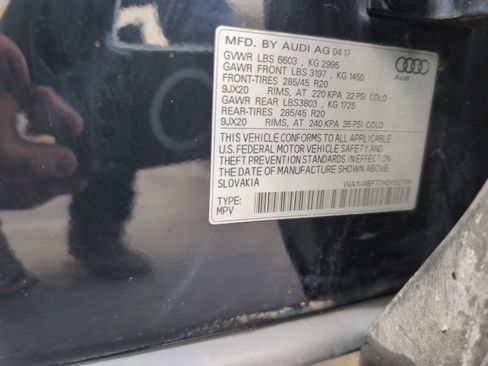 MFD. BY AUDI AG 04 17
GVWR LBS 6603 , KG 2995
GAWR FRONT LBS 3197 , KG 1450
FRONT-TIRES 285/45 R20
9JX20 RIMS, AT 220 KPA 32 PSI COLD
GAWR REAR LBS3803 , KG 1725
REAR-TIRES 285/45 R20
9JX20 RIMS, AT 240 KPA 35 PSI COLD
Audi
THIS VEHICLE CONFORMS TO ALL APPLICABLE
U.S. FEDERAL MOTOR VEHICLE SAFETY AND
THEFT PREVENTION STANDARDS IN EFFECT ON
THE DATE OF MANUFACTURE SHOWN ABOVE.
SLOVAKIA
TYPE:
MPV